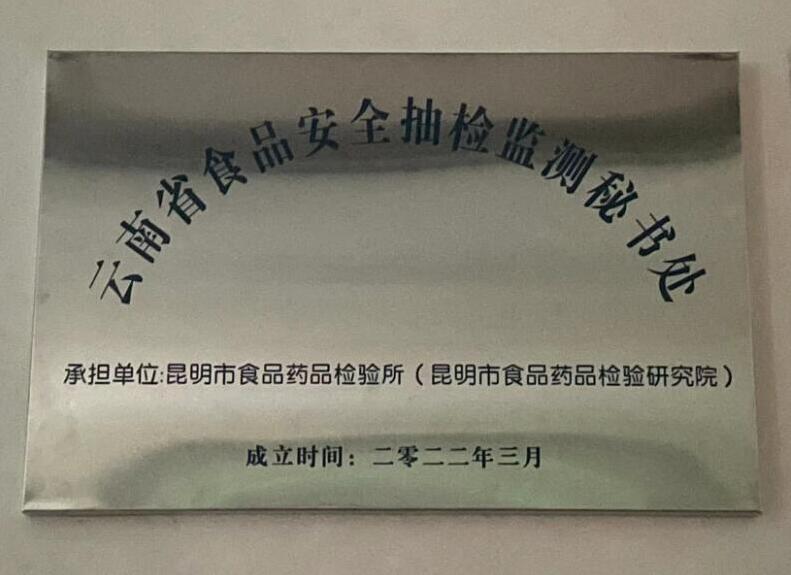 云南省食品安全抽检监测秘书处
承担单位:昆明市食品药品检验所（昆明市食品药品检验研究院）
成立时间：二零二二年三月